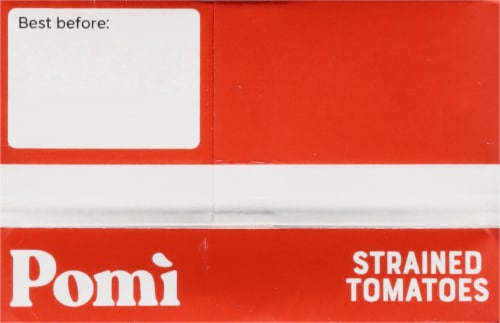 Best before:
Pomì
STRAINED
TOMATOES